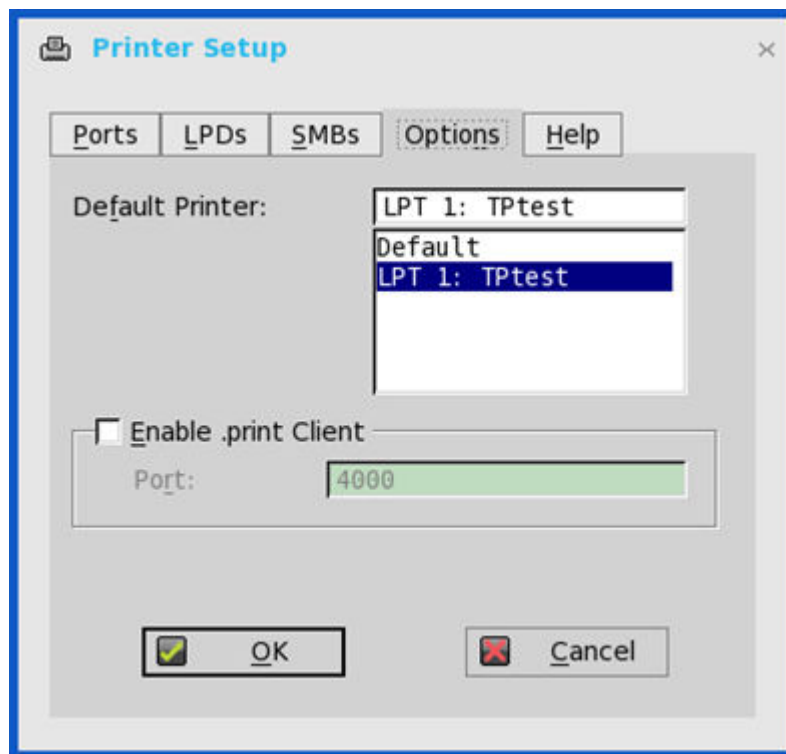 Printer Setup
Ports LPDs SMBs Options Help
Default Printer: LPT 1: TPtest
Default
LPT 1: TPtest
Enable .print Client
Port: 4000
OK Cancel